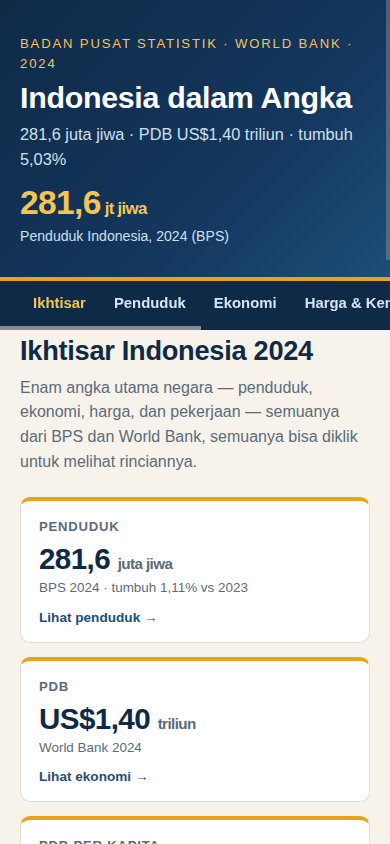 BADAN PUSAT STATISTIK · WORLD BANK ·
2024
Indonesia dalam Angka
281,6 juta jiwa · PDB US$1,40 triliun · tumbuh
5,03%
281,6 jt jiwa
Penduduk Indonesia, 2024 (BPS)
Ikhtisar Penduduk Ekonomi Harga &
Ikhtisar Indonesia 2024
Enam angka utama negara — penduduk,
ekonomi, harga, dan pekerjaan — semuanya
dari BPS dan World Bank, semuanya bisa diklik
untuk melihat rinciannya.
PENDUDUK
281,6 juta jiwa
BPS 2024 · tumbuh 1,11% vs 2023
Lihat penduduk →
PDB
US$1,40 triliun
World Bank 2024
Lihat ekonomi →
PDB PER KAPITA